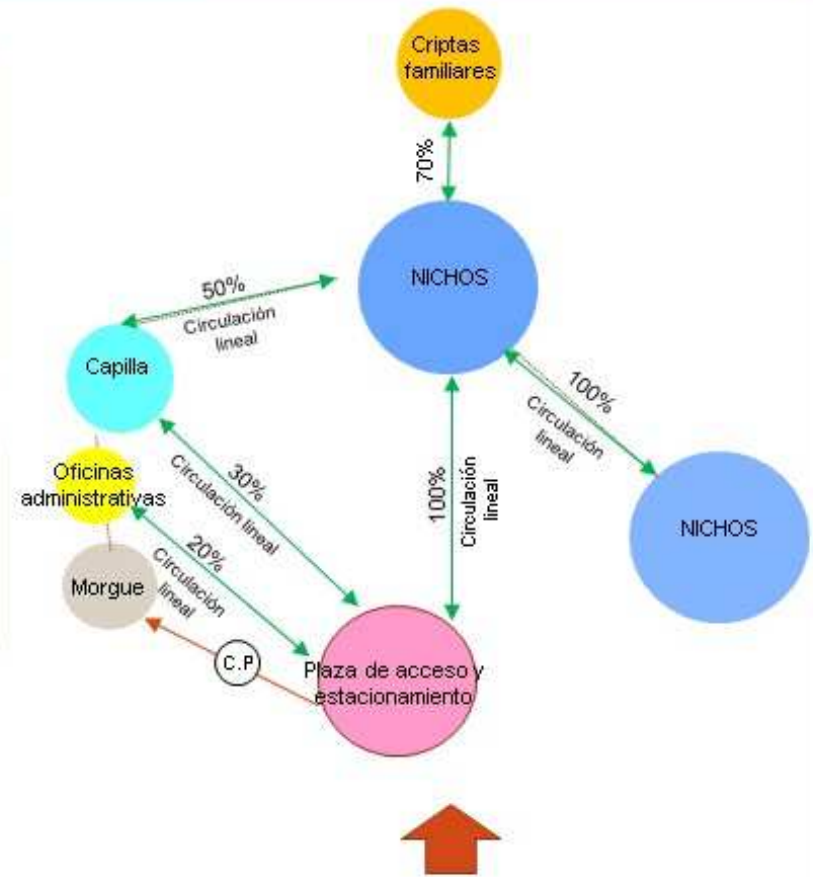 Criptas
familiares
70%
NICHOS
50%
Circulación
lineal
Capilla
100%
Circulación
lineal
Oficinas
administrativas
30%
Circulación lineal
100%
Circulación
lineal
NICHOS
20%
Circulación
lineal
Morgue
C.P
Plaza de acceso y
estacionamiento